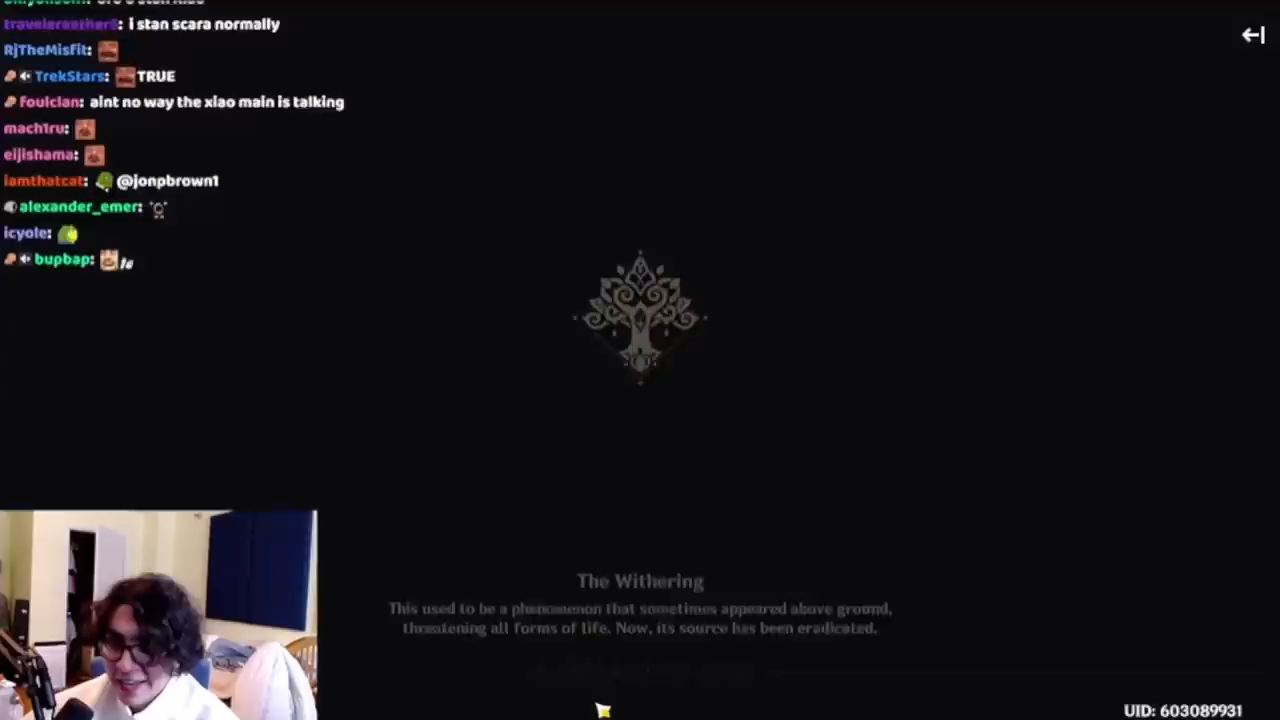 travelersother8: i stan scara normally
RjTheMisfit:
TrekStars: TRUE
foulclan: aint no way the xiao main is talking
mach1ru:
eijishama:
iamthatcat: @jonpbrown1
alexander_emer:
icyole:
bupbap:
The Withering
This used to be a phenomenon that sometimes appeared above ground,
threatening all forms of life. Now, its source has been eradicated.
UID: 603089931